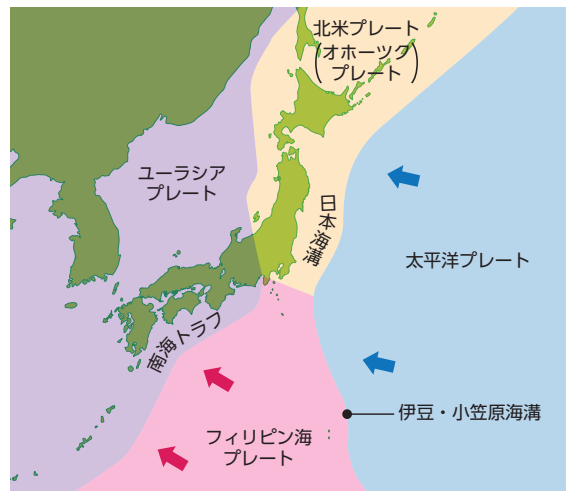 北米プレート
(オホーツク
プレート)
ユーラシア
プレート
日本海溝
太平洋プレート
南海トラフ
伊豆・小笠原海溝
フィリピン海
プレート